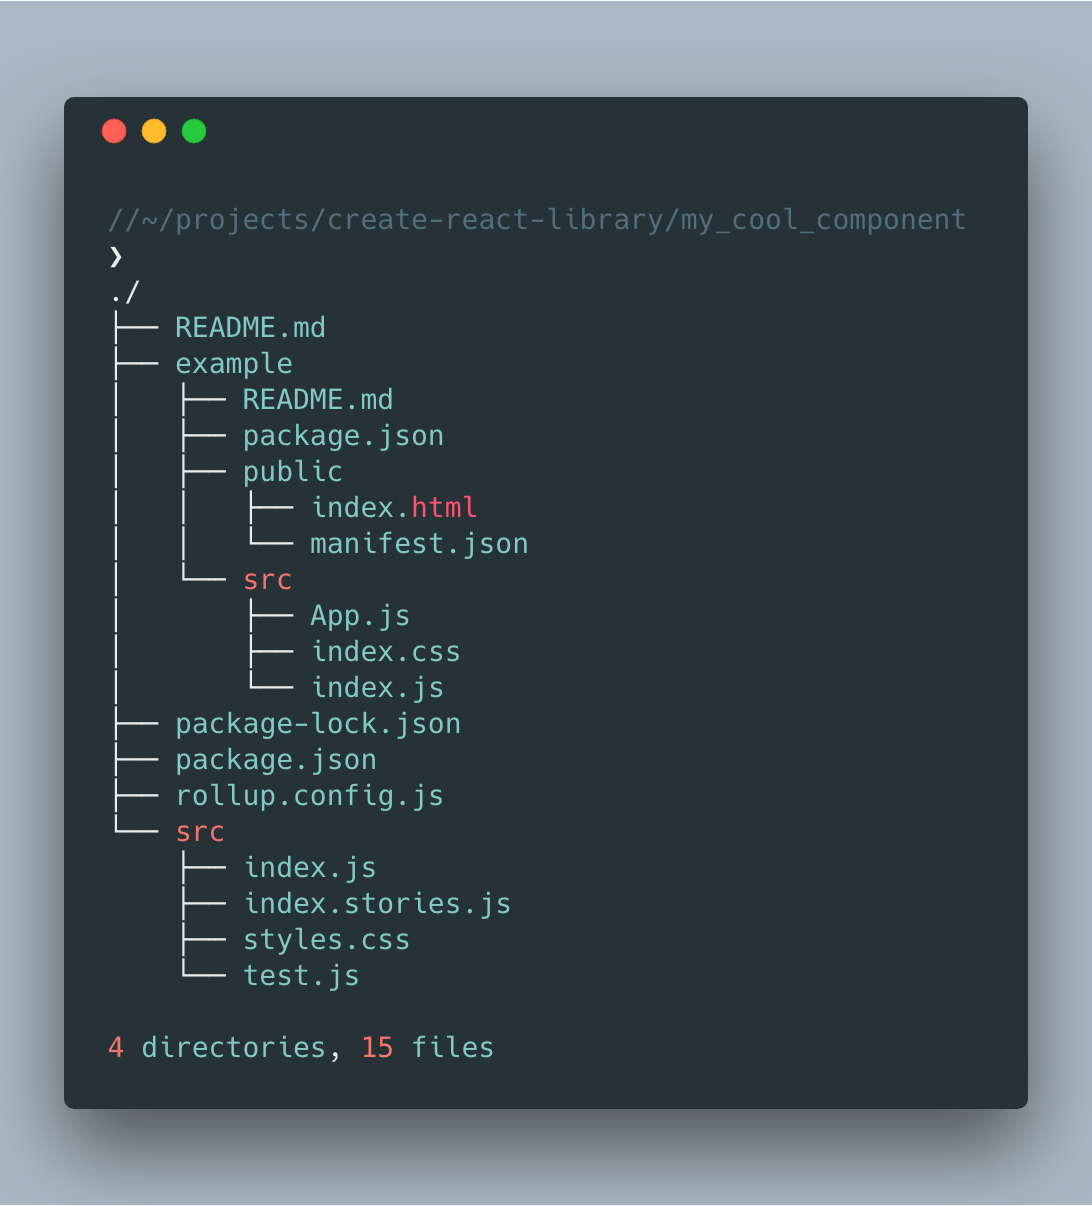 //~/projects/create-react-library/my_cool_component
❯
./
├── README.md
├── example
│   ├── README.md
│   ├── package.json
│   ├── public
│   │   ├── index.html
│   │   └── manifest.json
│   └── src
│       ├── App.js
│       ├── index.css
│       └── index.js
├── package-lock.json
├── package.json
├── rollup.config.js
└── src
    ├── index.js
    ├── index.stories.js
    ├── styles.css
    └── test.js

4 directories, 15 files